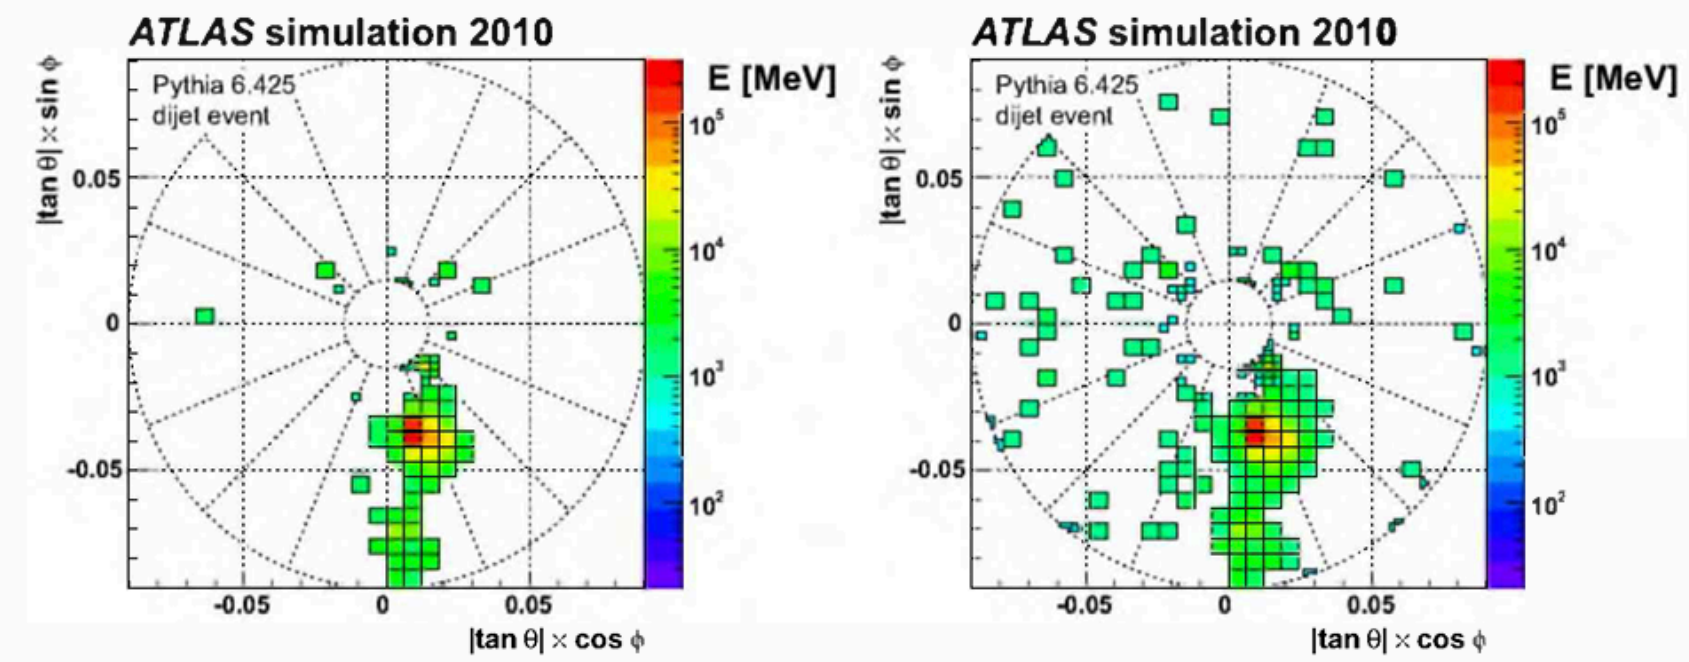 ATLAS simulation 2010
Pythia 6.425
dijet event
E [MeV]
|tan θ| × sin ϕ
0.05
0
-0.05
-0.05
0
0.05
|tan θ| × cos ϕ
10⁵
10⁴
10³
10²
ATLAS simulation 2010
Pythia 6.425
dijet event
E [MeV]
|tan θ| × sin ϕ
0.05
0
-0.05
-0.05
0
0.05
|tan θ| × cos ϕ
10⁵
10⁴
10³
10²